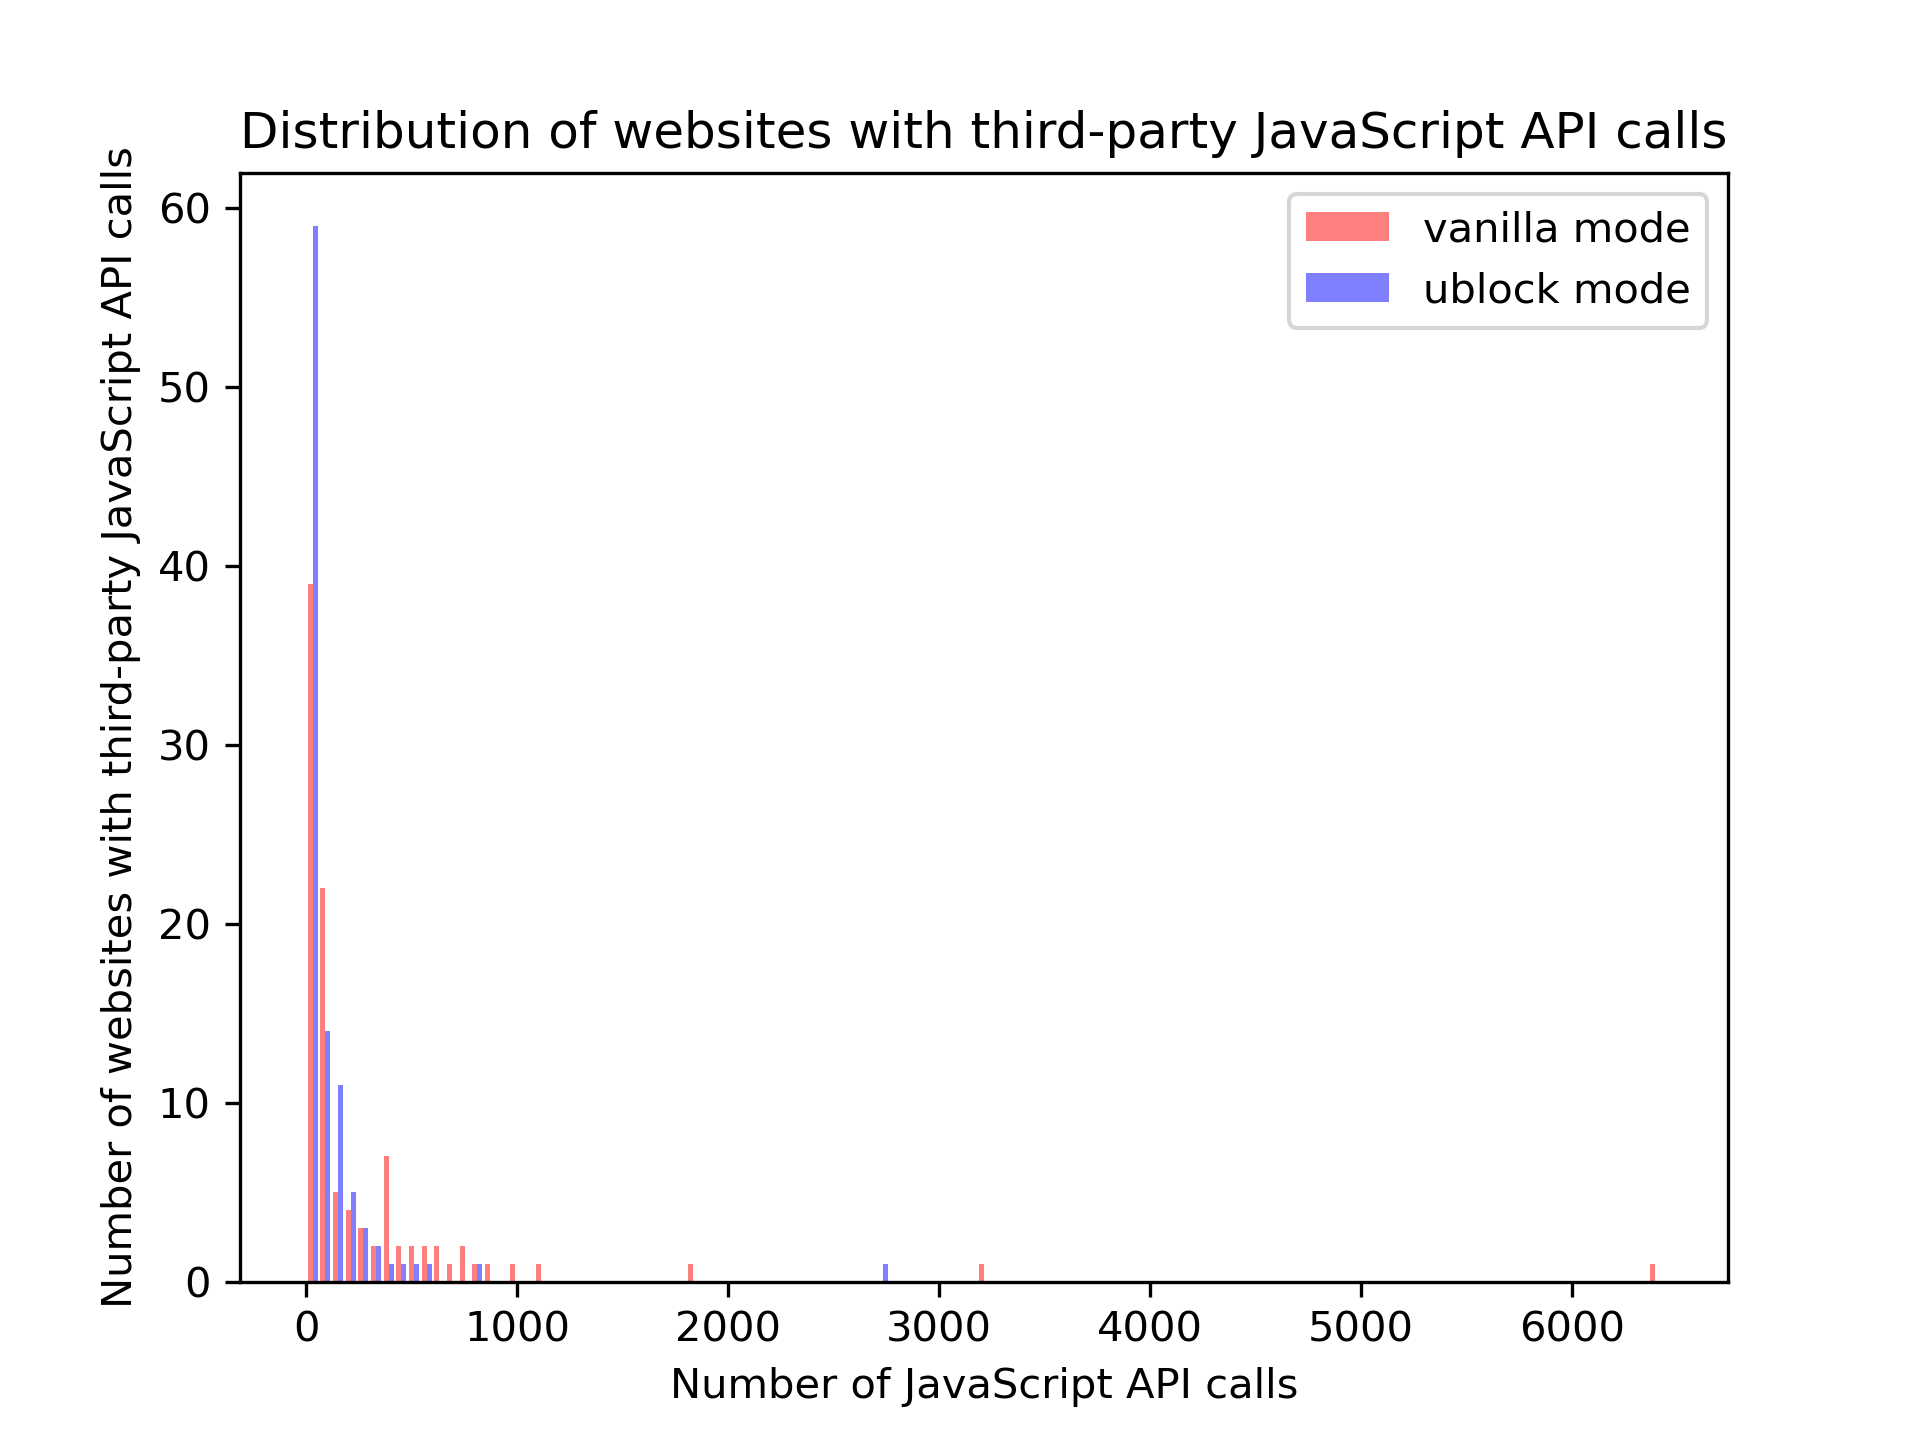 Distribution of websites with third-party JavaScript API calls
Number of websites with third-party JavaScript API calls
60
50
40
30
20
10
0
vanilla mode
ublock mode
0 1000 2000 3000 4000 5000 6000
Number of JavaScript API calls